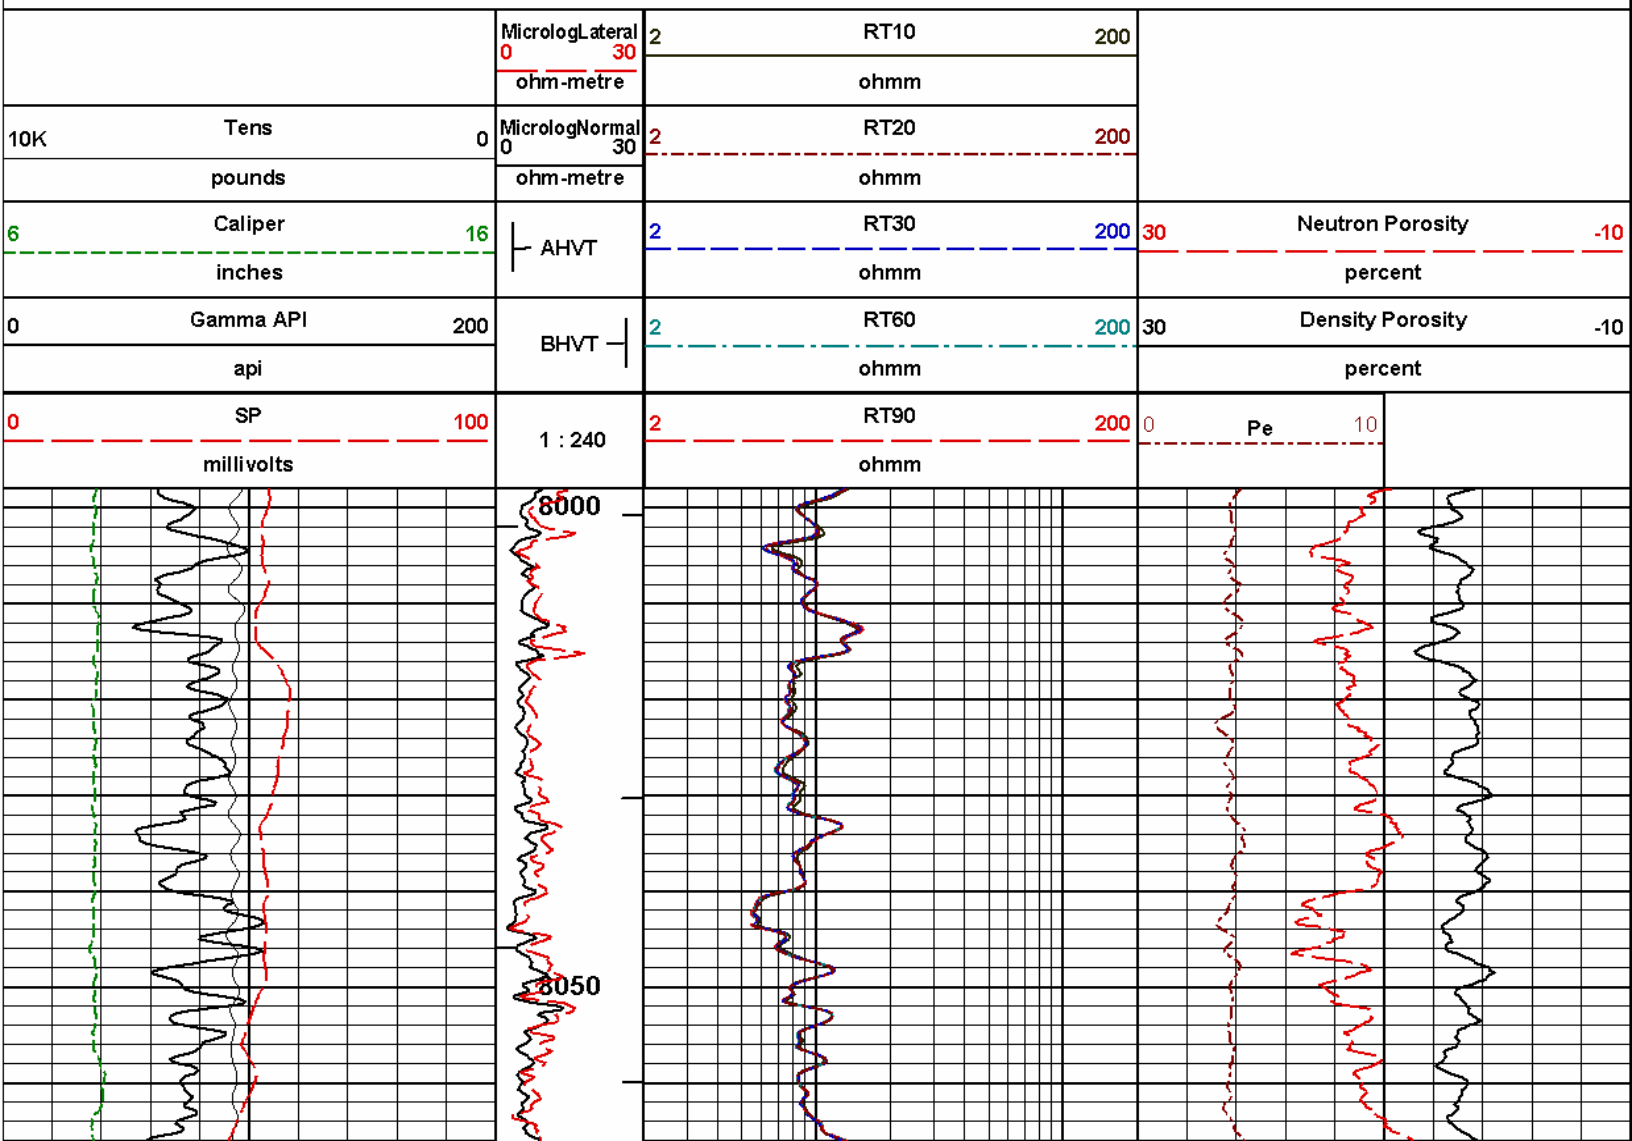 MicrologLateral
0 30
ohm-metre
2 RT10 200
ohmm
10K Tens 0
pounds
MicrologNormal
0 30
ohm-metre
2 RT20 200
ohmm
6 Caliper 16
inches
AHVT
2 RT30 200
ohmm
30 Neutron Porosity -10
percent
0 Gamma API 200
api
BHVT
2 RT60 200
ohmm
30 Density Porosity -10
percent
0 SP 100
millivolts
1 : 240
2 RT90 200
ohmm
0 Pe 10
8000
8050